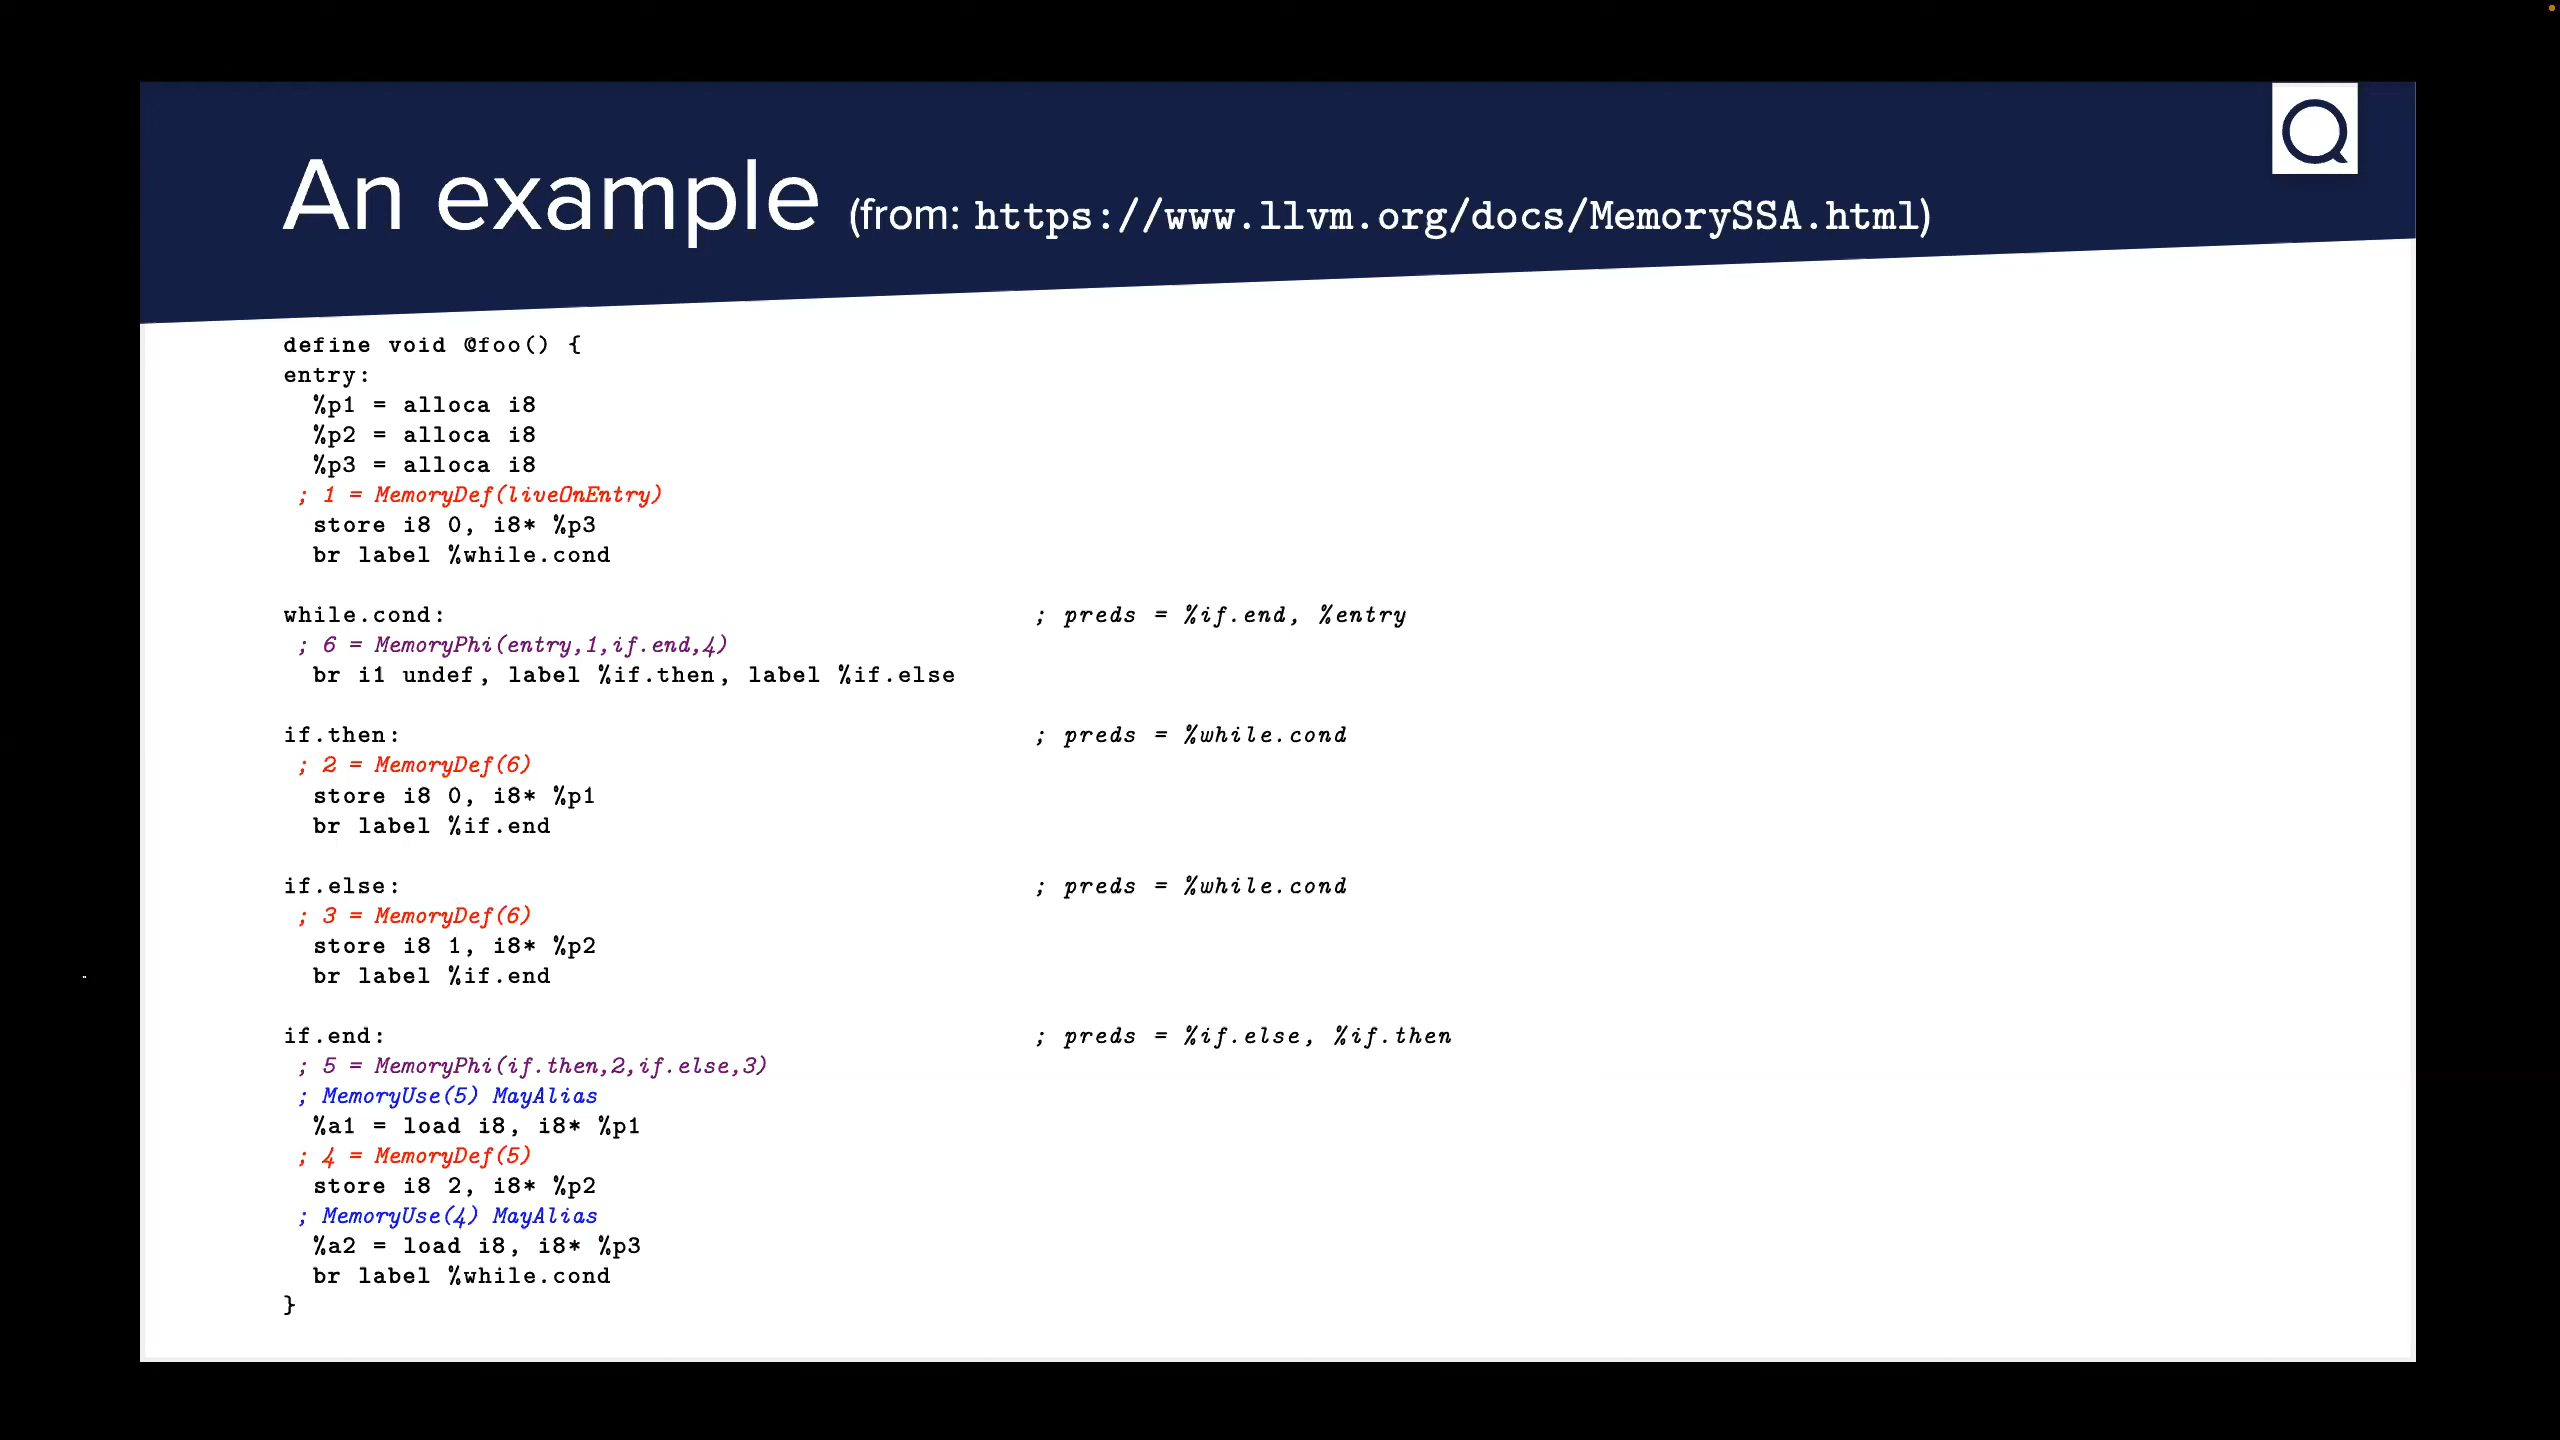 An example (from: https://www.llvm.org/docs/MemorySSA.html)
define void @foo() {
entry:
  %p1 = alloca i8
  %p2 = alloca i8
  %p3 = alloca i8
 ; 1 = MemoryDef(liveOnEntry)
  store i8 0, i8* %p3
  br label %while.cond
while.cond: ; preds = %if.end, %entry
 ; 6 = MemoryPhi(entry,1,if.end,4)
  br i1 undef, label %if.then, label %if.else
if.then: ; preds = %while.cond
 ; 2 = MemoryDef(6)
  store i8 0, i8* %p1
  br label %if.end
if.else: ; preds = %while.cond
 ; 3 = MemoryDef(6)
  store i8 1, i8* %p2
  br label %if.end
if.end: ; preds = %if.else, %if.then
 ; 5 = MemoryPhi(if.then,2,if.else,3)
 ; MemoryUse(5) MayAlias
  %a1 = load i8, i8* %p1
 ; 4 = MemoryDef(5)
  store i8 2, i8* %p2
 ; MemoryUse(4) MayAlias
  %a2 = load i8, i8* %p3
  br label %while.cond
}